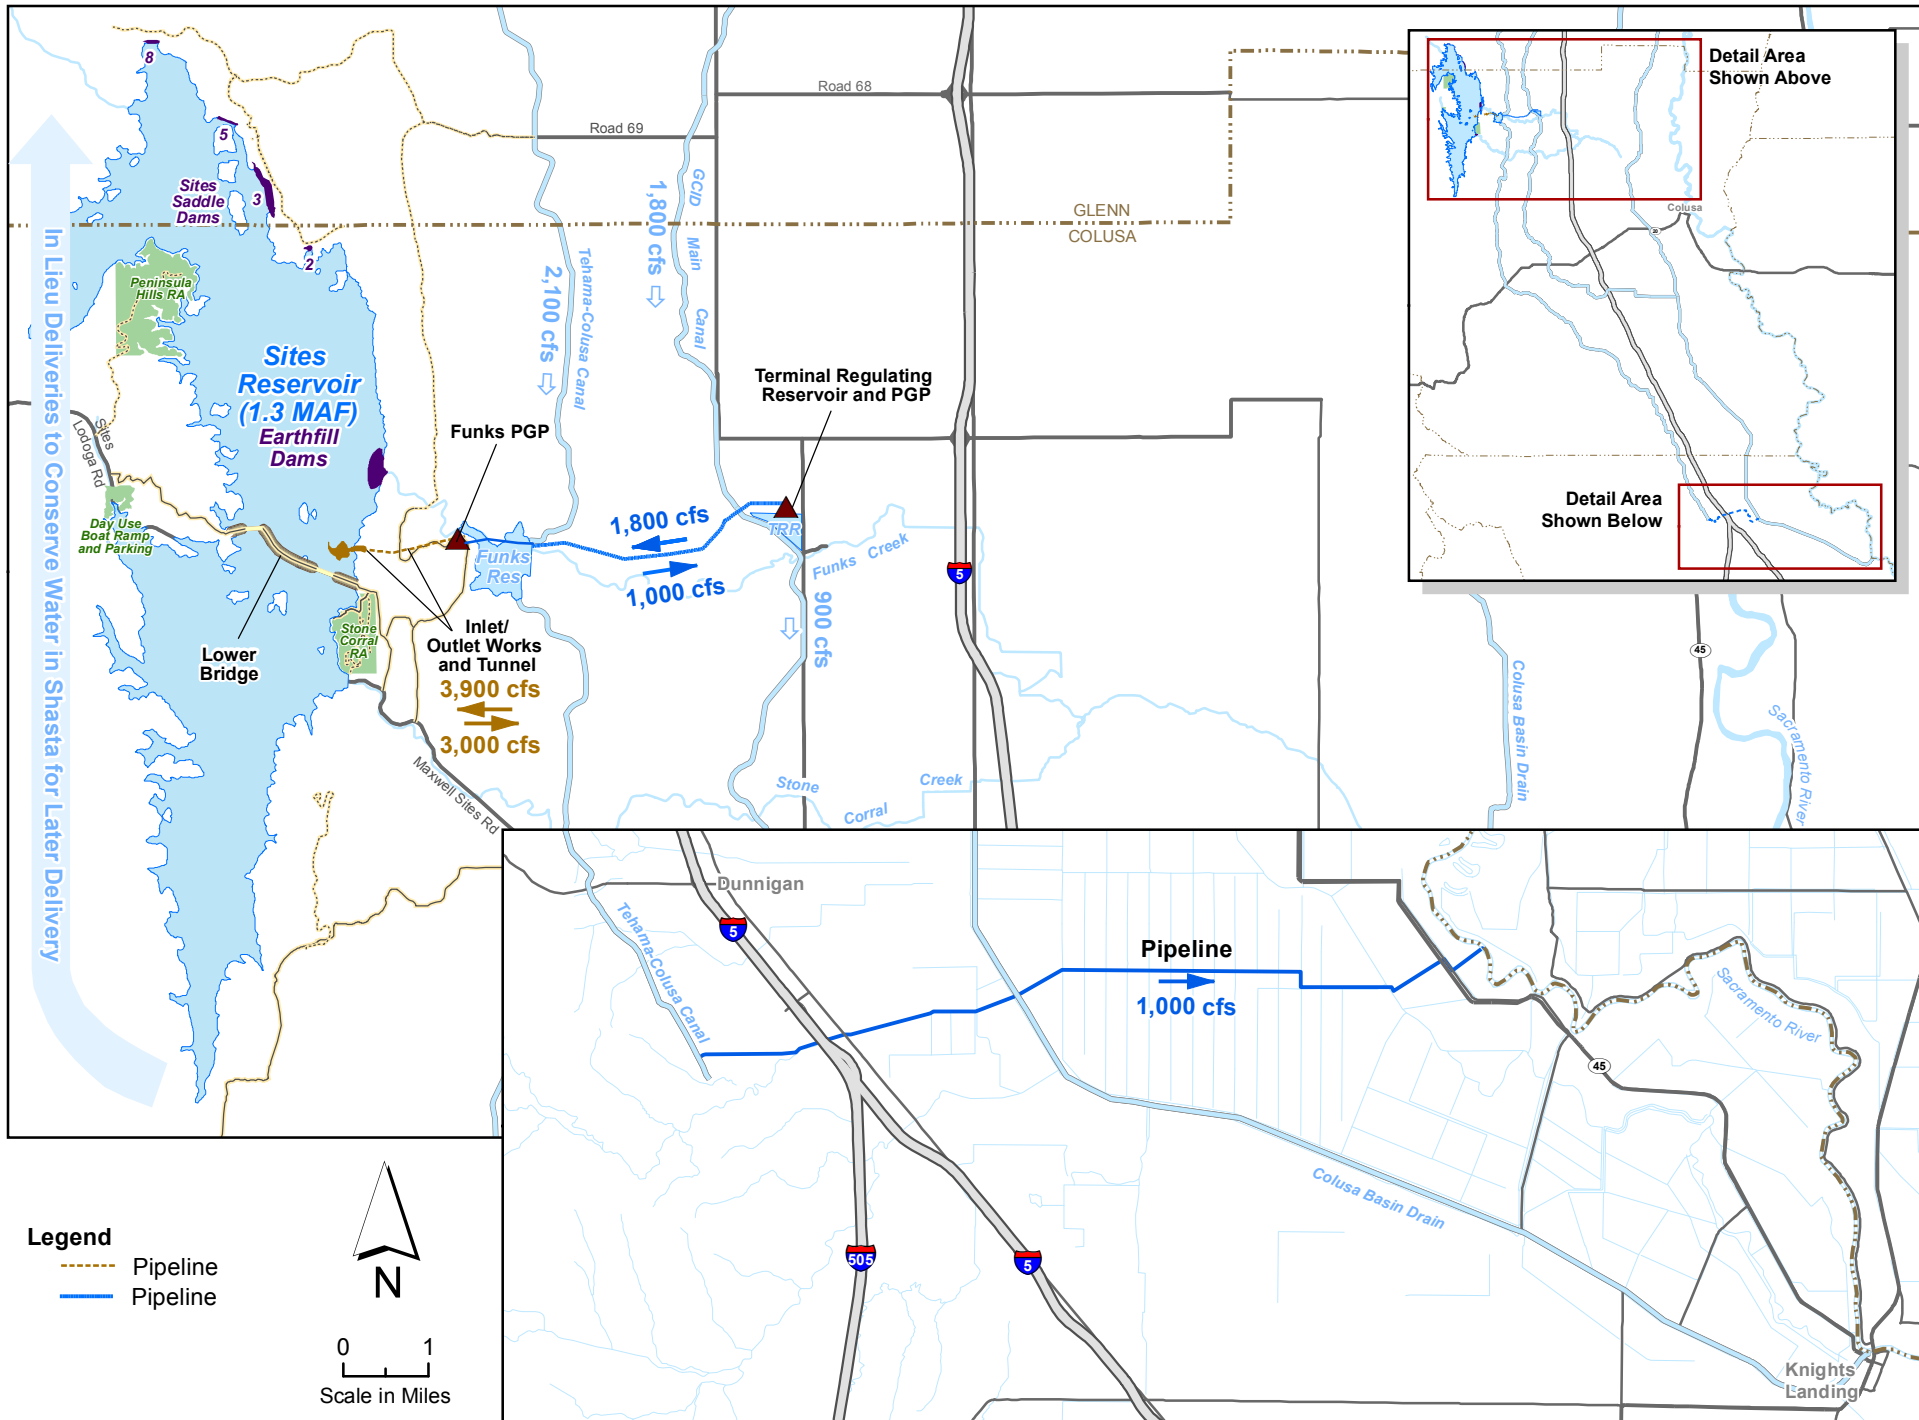 8
5
Sites
Saddle
Dams
3
2
In Lieu Deliveries to Conserve Water in Shasta for Later Delivery
Peninsula
Hills RA
Sites
Reservoir
(1.3 MAF)
Earthfill
Dams
Sites
Lodoga Rd
Day Use
Boat Ramp
and Parking
Lower
Bridge
Stone
Corral
RA
Funks PGP
Funks
Res
Inlet/
Outlet Works
and Tunnel
3,900 cfs
3,000 cfs
Maxwell Sites Rd
Road 68
Road 69
GCID Main Canal
1,800 cfs
Tehama-Colusa Canal
2,100 cfs
GLENN
COLUSA
Terminal Regulating
Reservoir and PGP
1,800 cfs
1,000 cfs
TRR
Funks Creek
900 cfs
5
Stone Corral Creek
Colusa Basin Drain
45
Sacramento River
Detail Area
Shown Above
Colusa
20
Detail Area
Shown Below
Dunnigan
5
Tehama-Colusa Canal
Pipeline
1,000 cfs
Sacramento River
45
Colusa Basin Drain
505
5
Knights
Landing
Legend
Pipeline
Pipeline
N
0 1
Scale in Miles